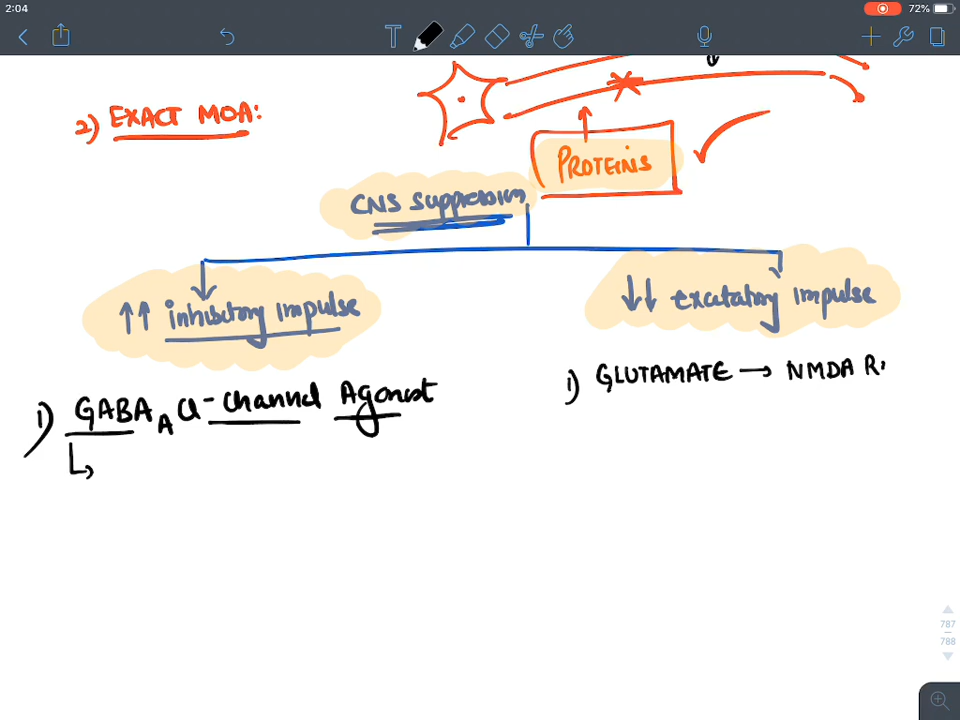 2:04
72%
T
2) EXACT MOA:
PROTEINS
CNS suppression
↑↑ inhibitory impulse
↓↓ excitatory impulse
1) GLUTAMATE → NMDA R.
1) GABA A Cl- channel Agonist
787
788